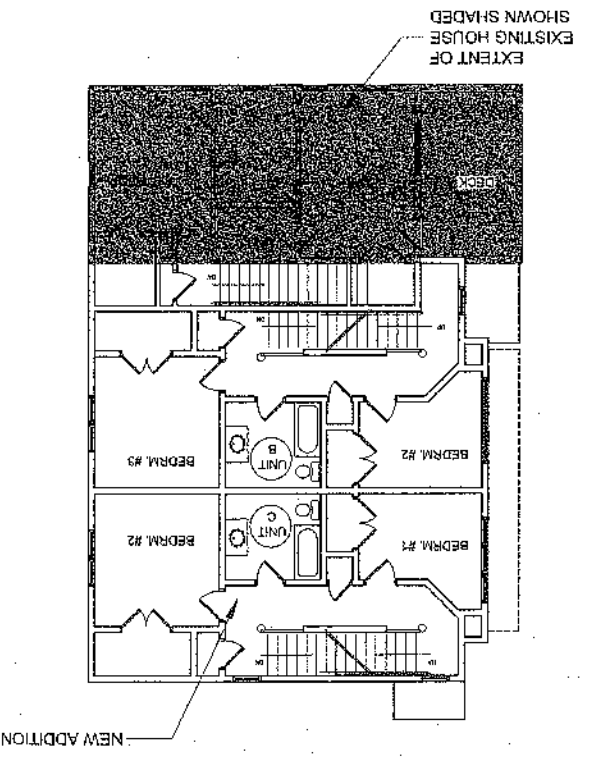 NEW ADDITION
UP
DN
BEDRM. #1
UNIT
C
BEDRM. #2
BEDRM. #2
UNIT
B
BEDRM. #3
UP
DN
DN
DECK
EXTENT OF
EXISTING HOUSE
SHOWN SHADED